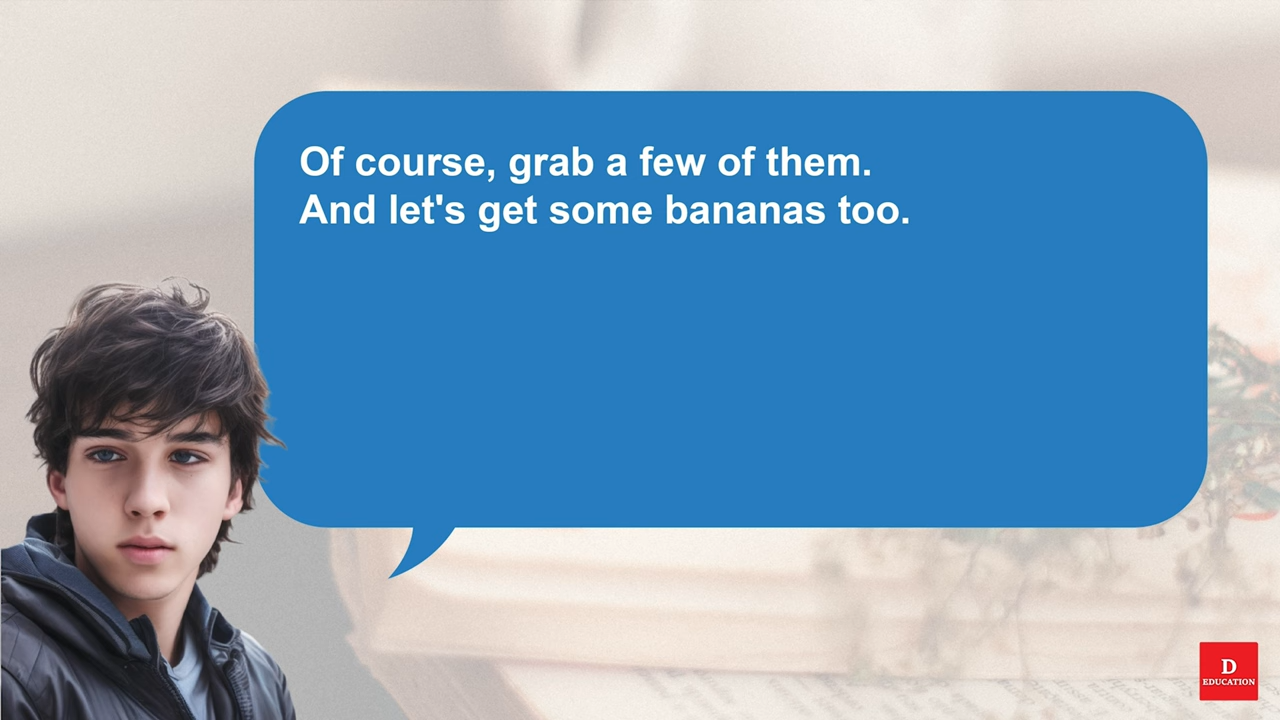 Of course, grab a few of them.
And let's get some bananas too.
D
EDUCATION